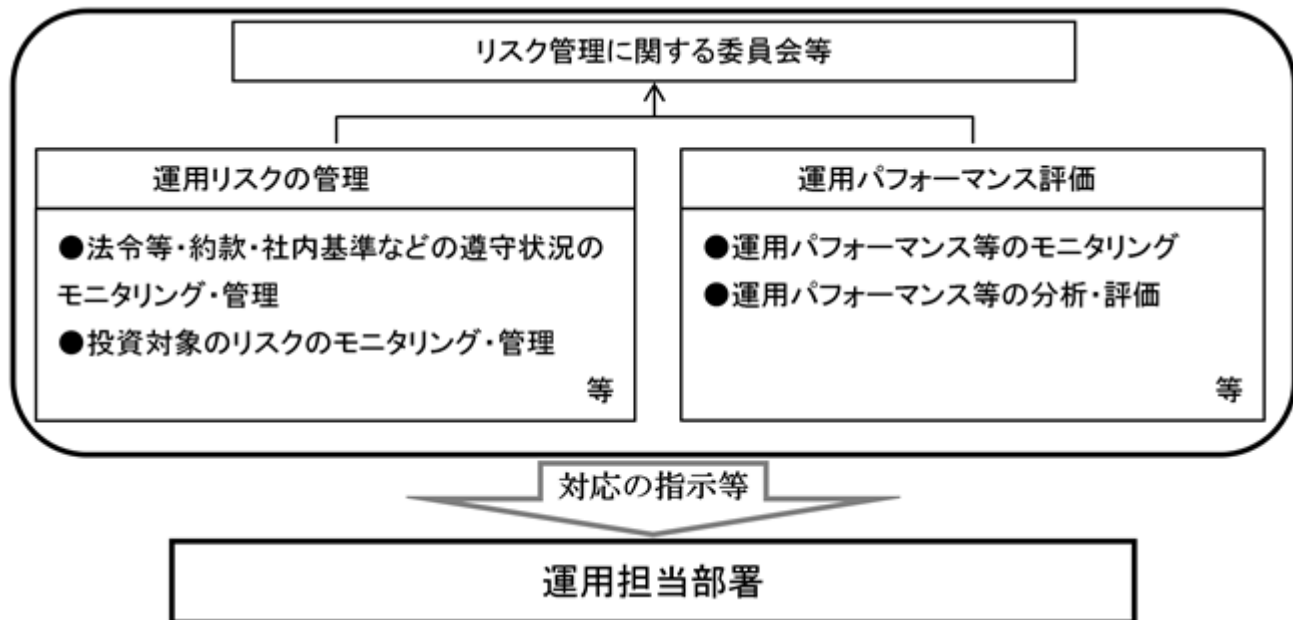 リスク管理に関する委員会等
運用リスクの管理
●法令等・約款・社内基準などの遵守状況の
モニタリング・管理
●投資対象のリスクのモニタリング・管理
等
運用パフォーマンス評価
●運用パフォーマンス等のモニタリング
●運用パフォーマンス等の分析・評価
等
対応の指示等
運用担当部署